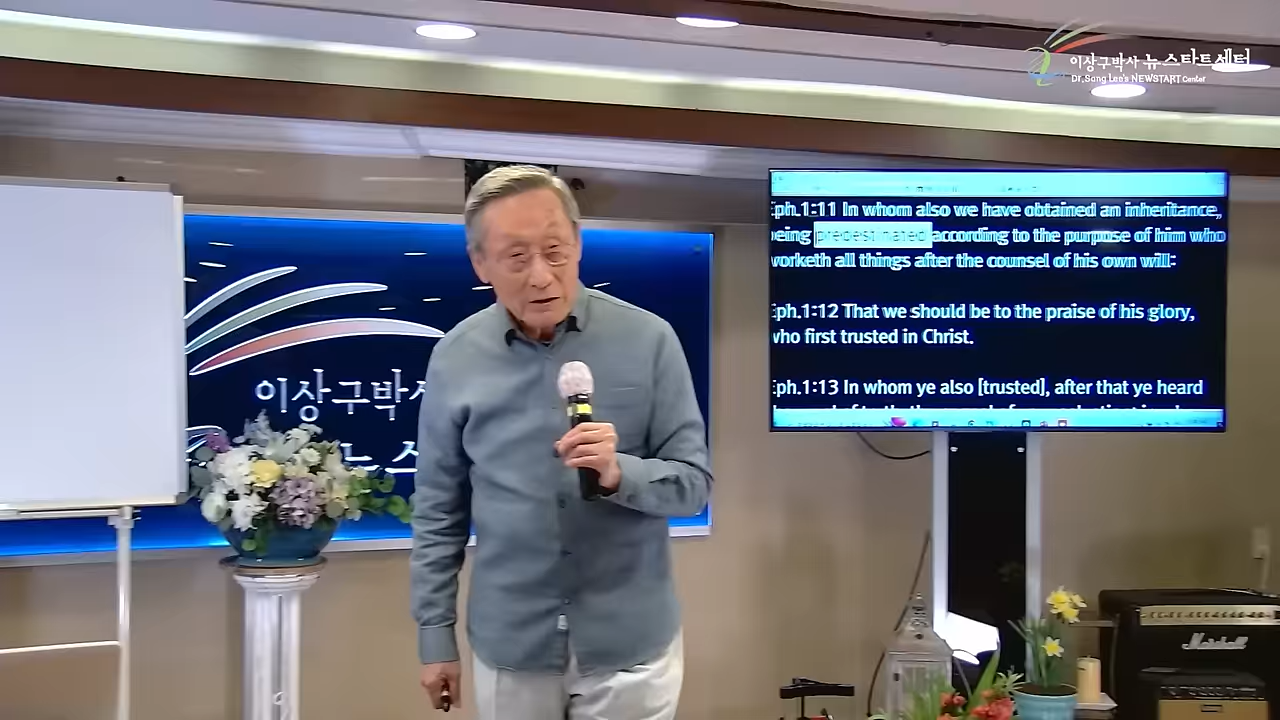 이상구박사 뉴스타트센터
Dr.Sang Lee's NEWSTART Center
Eph.1:11 In whom also we have obtained an inheritance,
being predestinated according to the purpose of him who
worketh all things after the counsel of his own will:
Eph.1:12 That we should be to the praise of his glory,
who first trusted in Christ.
Eph.1:13 In whom ye also [trusted], after that ye heard
이상구박사
뉴스
Marshall